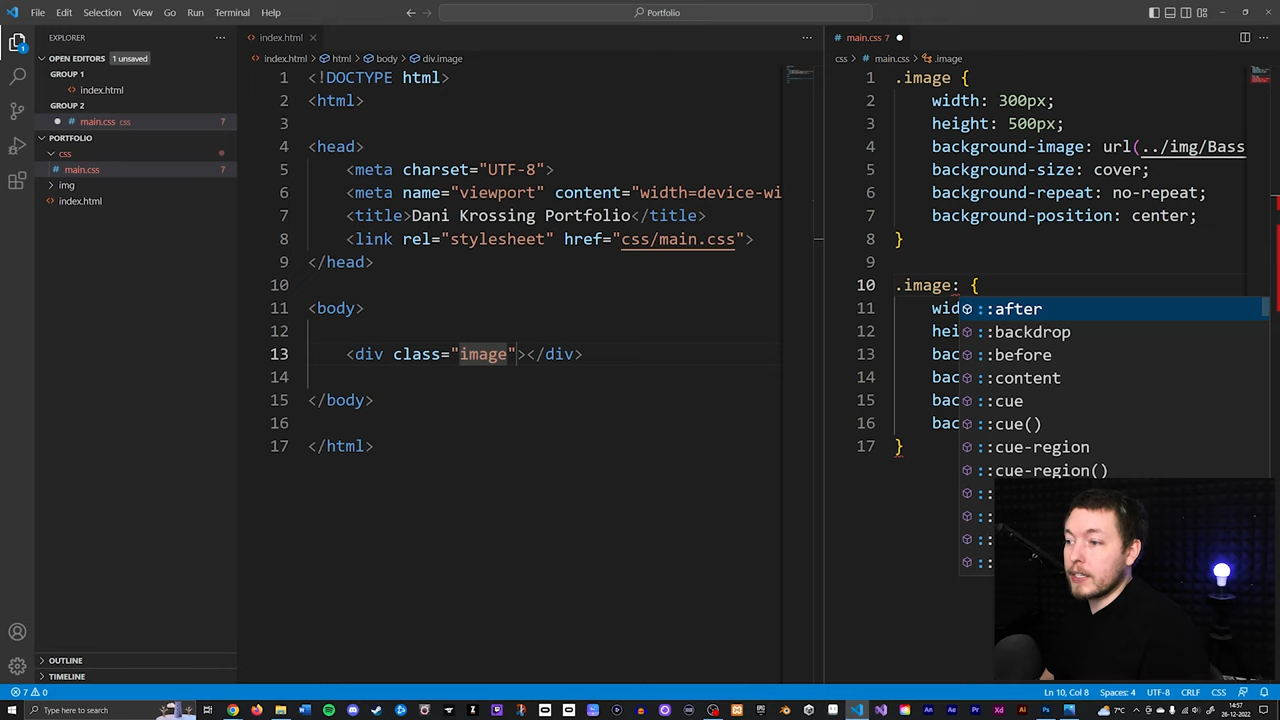 File Edit Selection View Go Run Terminal Help
Portfolio
EXPLORER
OPEN EDITORS 1 unsaved
GROUP 1
index.html
GROUP 2
main.css css 7
PORTFOLIO
css
main.css 7
img
index.html
OUTLINE
TIMELINE
index.html
index.html html body div.image
1 <!DOCTYPE html>
2 <html>
3
4 <head>
5 <meta charset="UTF-8">
6 <meta name="viewport" content="width=device-wi
7 <title>Dani Krossing Portfolio</title>
8 <link rel="stylesheet" href="css/main.css">
9 </head>
10
11 <body>
12
13 <div class="image"></div>
14
15 </body>
16
17 </html>
main.css 7
css main.css .image
1 .image {
2 width: 300px;
3 height: 500px;
4 background-image: url(../img/Bass
5 background-size: cover;
6 background-repeat: no-repeat;
7 background-position: center;
8 }
9
10 .image: {
11 wid
12 hei
13 bac
14 bac
15 bac
16 bac
17 }
::after
::backdrop
::before
::content
::cue
::cue()
::cue-region
::cue-region()
::
::
::
::
7 0
Ln 10, Col 8 Spaces: 4 UTF-8 CRLF CSS
Type here to search
7°C
14:57
26-12-2022